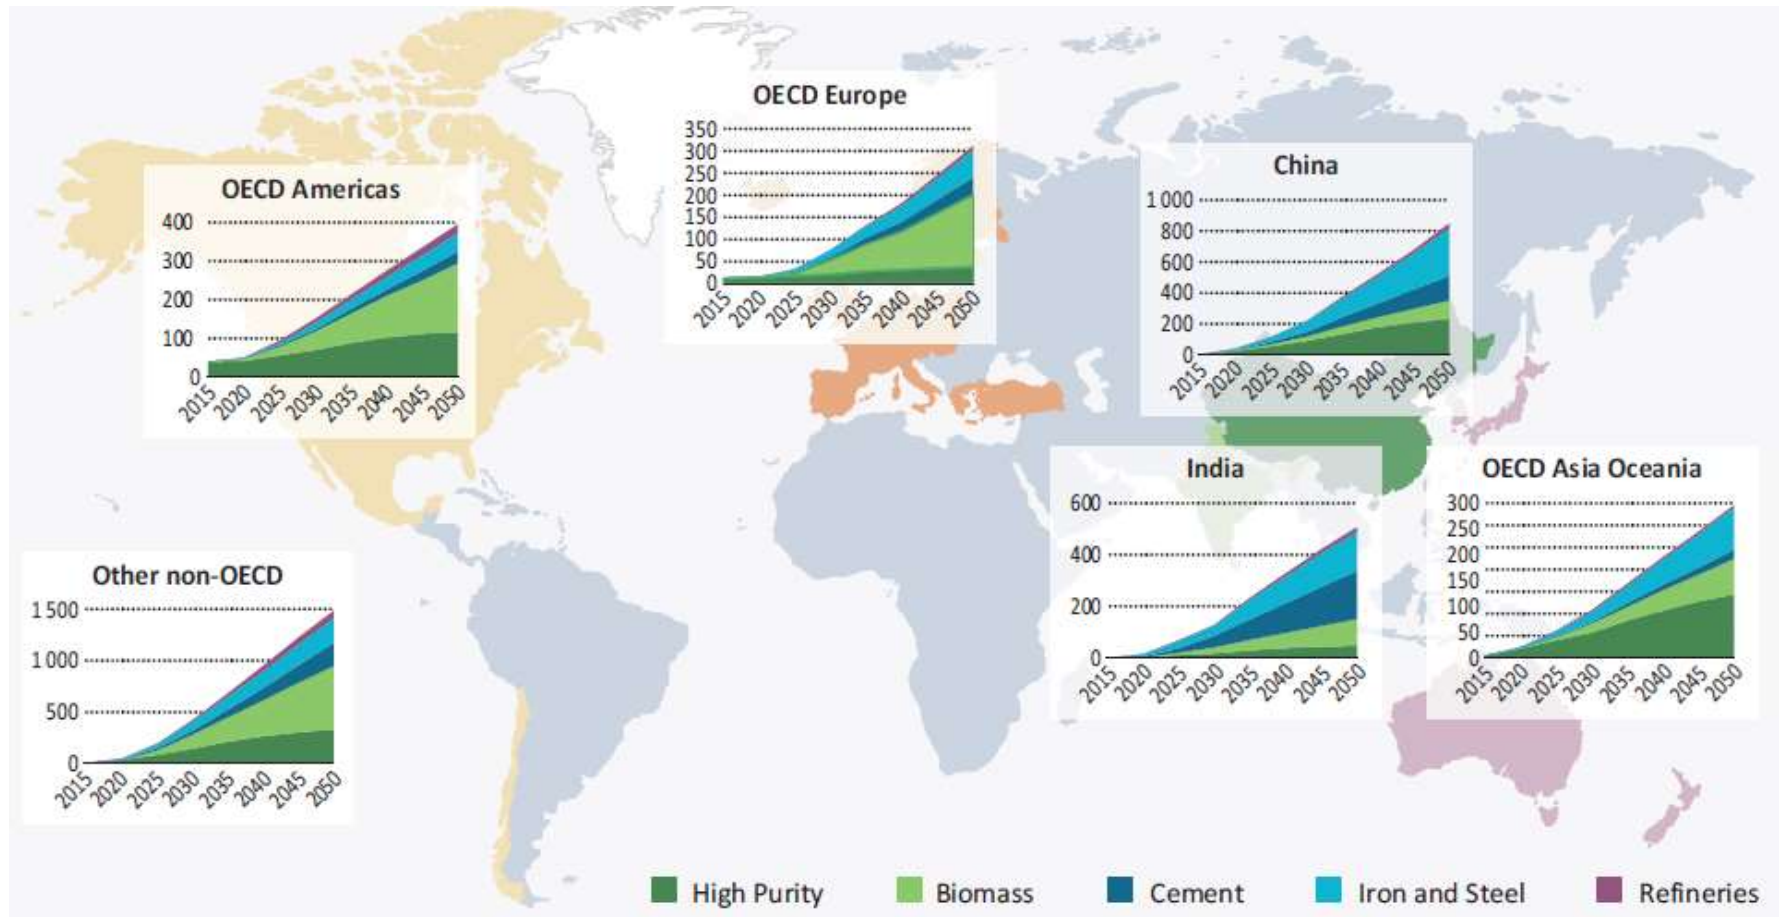 OECD Europe
350
300
250
200
150
100
50
0
2015 2020 2025 2030 2035 2040 2045 2050
China
1 000
800
600
400
200
0
2015 2020 2025 2030 2035 2040 2045 2050
OECD Americas
400
300
200
100
0
2015 2020 2025 2030 2035 2040 2045 2050
India
600
400
200
0
2015 2020 2025 2030 2035 2040 2045 2050
OECD Asia Oceania
300
250
200
150
100
50
0
2015 2020 2025 2030 2035 2040 2045 2050
Other non-OECD
1 500
1 000
500
0
2015 2020 2025 2030 2035 2040 2045 2050
High Purity Biomass Cement Iron and Steel Refineries